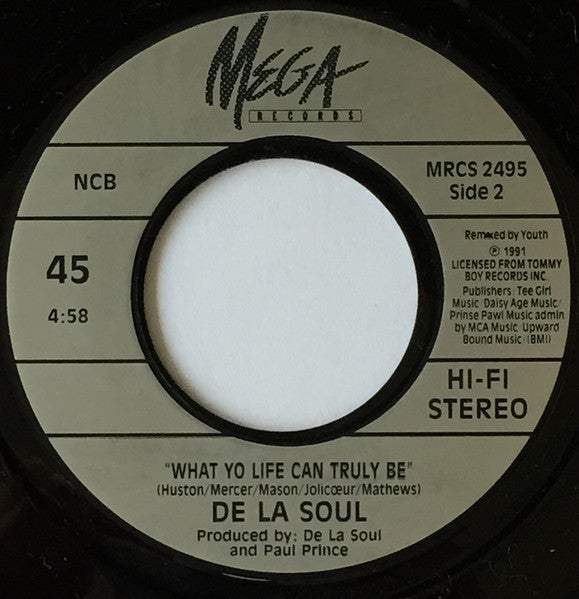 MEGA
RECORDS
NCB
MRCS 2495
Side 2
45
4:58
Remixed by Youth
℗ 1991
LICENSED FROM TOMMY
BOY RECORDS INC.
Publishers: Tee Girl
Music/Daisy Age Music/
Prinse Pawl Music admin
by MCA Music/Upward
Bound Music/(BMI)
HI-FI
STEREO
"WHAT YO LIFE CAN TRULY BE"
(Huston/Mercer/Mason/Jolicœur/Mathews)
DE LA SOUL
Produced by: De La Soul
and Paul Prince